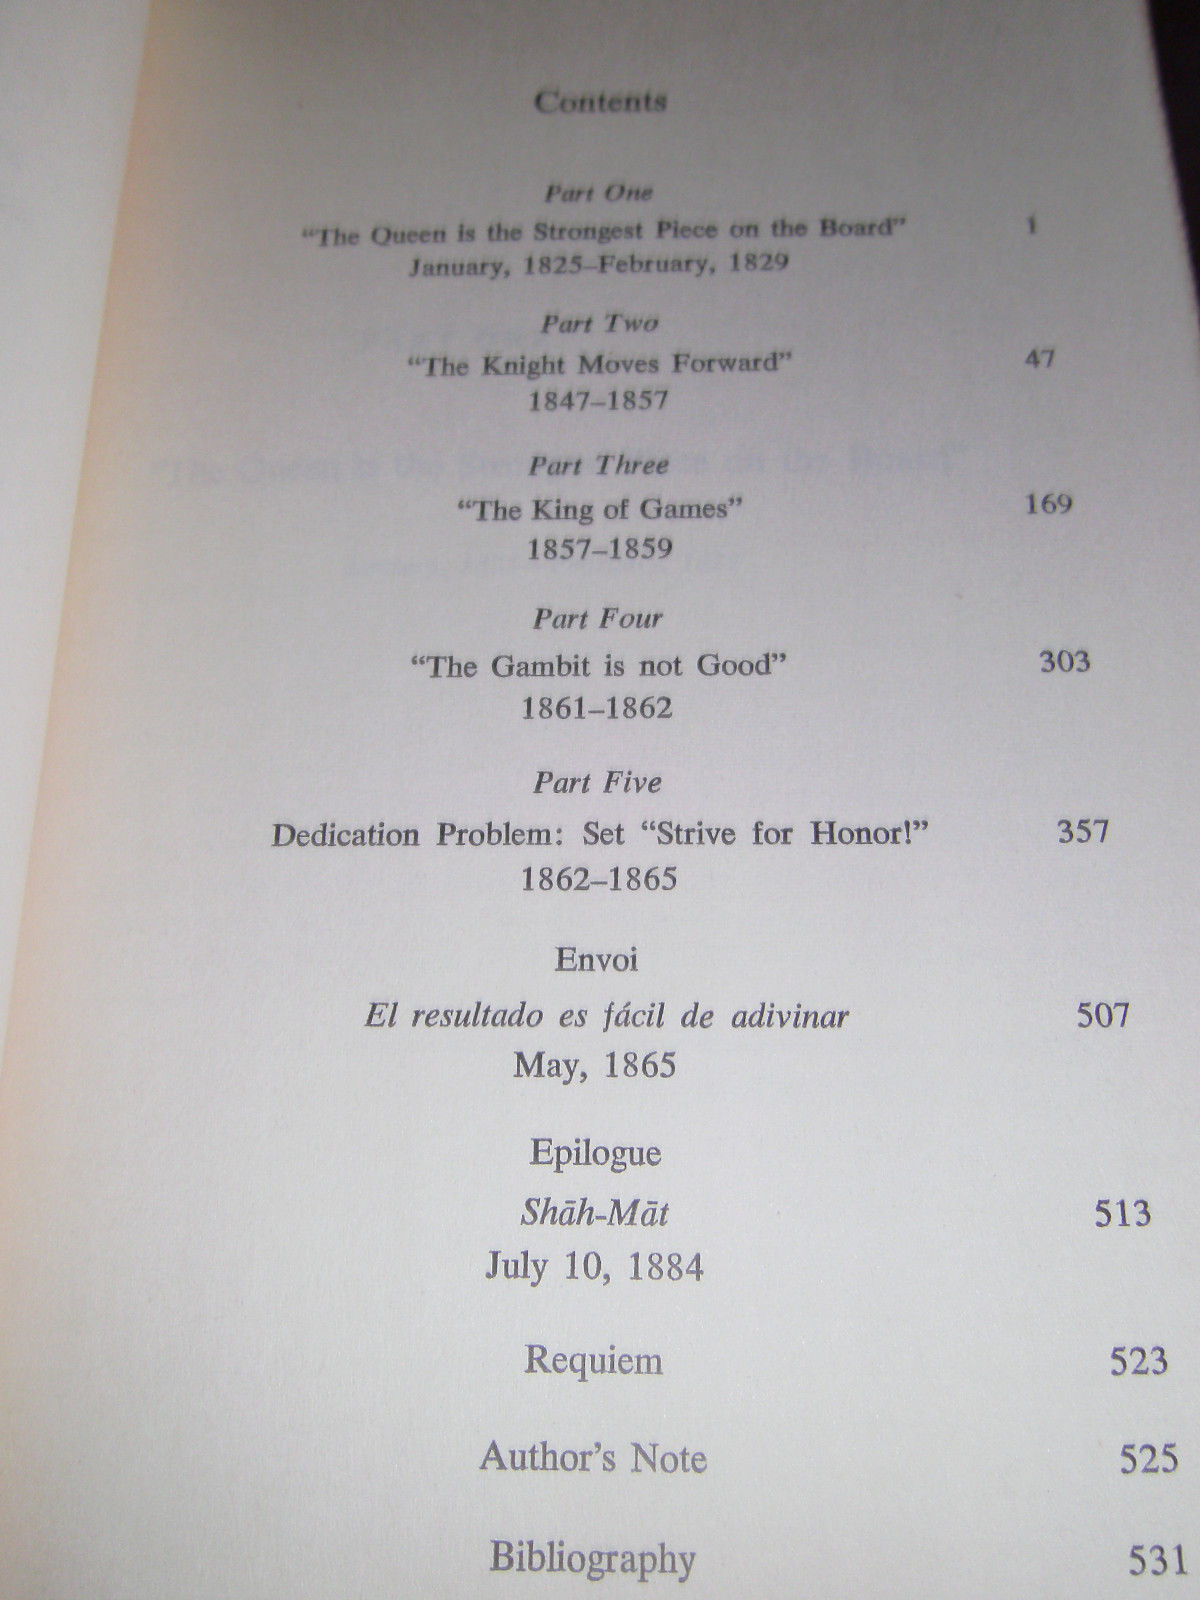 Contents
Part One
“The Queen is the Strongest Piece on the Board” 1
January, 1825–February, 1829
Part Two
“The Knight Moves Forward” 47
1847–1857
Part Three
“The King of Games” 169
1857–1859
Part Four
“The Gambit is not Good” 303
1861–1862
Part Five
Dedication Problem: Set “Strive for Honor!” 357
1862–1865
Envoi
El resultado es fácil de adivinar 507
May, 1865
Epilogue
Shāh-Māt 513
July 10, 1884
Requiem 523
Author’s Note 525
Bibliography 531